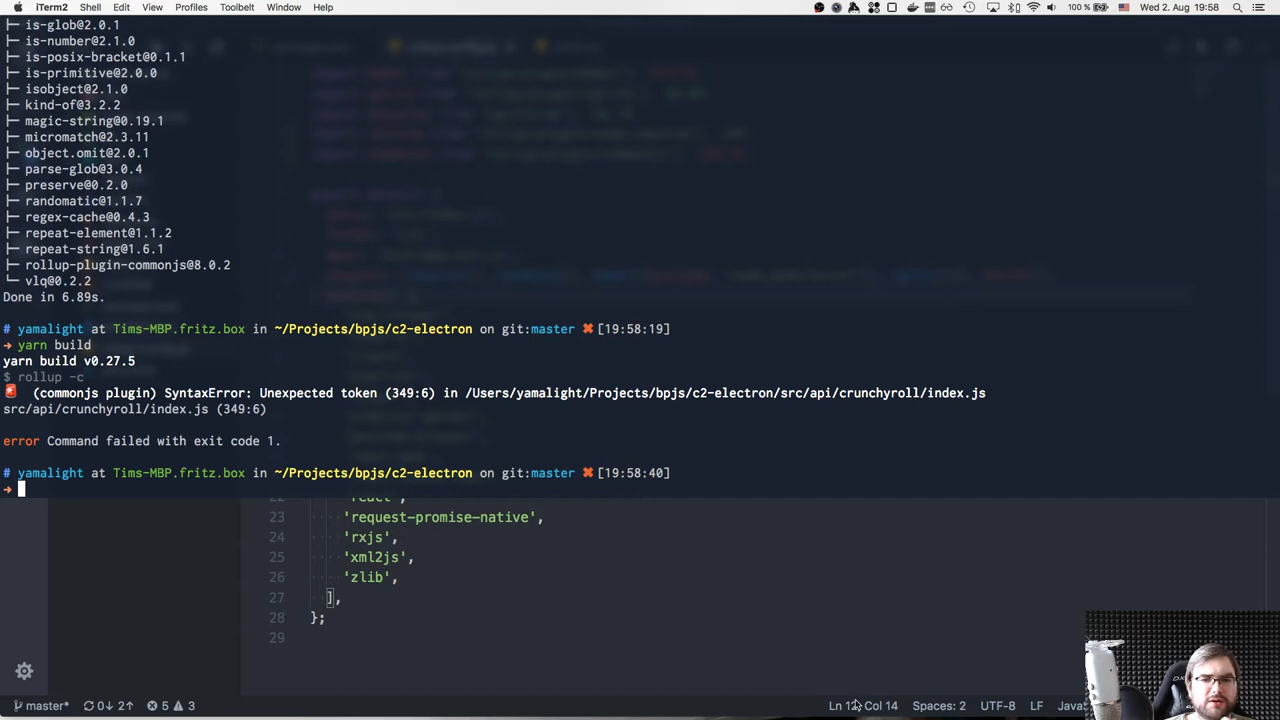 iTerm2 Shell Edit View Profiles Toolbelt Window Help 100 % Wed 2. Aug 19:58
├─ is-glob@2.0.1
├─ is-number@2.1.0
├─ is-posix-bracket@0.1.1
├─ is-primitive@2.0.0
├─ isobject@2.1.0
├─ kind-of@3.2.2
├─ magic-string@0.19.1
├─ micromatch@2.3.11
├─ object.omit@2.0.1
├─ parse-glob@3.0.4
├─ preserve@0.2.0
├─ randomatic@1.1.7
├─ regex-cache@0.4.3
├─ repeat-element@1.1.2
├─ repeat-string@1.6.1
├─ rollup-plugin-commonjs@8.0.2
└─ vlq@0.2.2
Done in 6.89s.
# yamalight at Tims-MBP.fritz.box in ~/Projects/bpjs/c2-electron on git:master ✖ [19:58:19]
➜ yarn build
yarn build v0.27.5
$ rollup -c
🚨 (commonjs plugin) SyntaxError: Unexpected token (349:6) in /Users/yamalight/Projects/bpjs/c2-electron/src/api/crunchyroll/index.js
src/api/crunchyroll/index.js (349:6)
error Command failed with exit code 1.
# yamalight at Tims-MBP.fritz.box in ~/Projects/bpjs/c2-electron on git:master ✖ [19:58:40]
➜
22 'react',
23 'request-promise-native',
24 'rxjs',
25 'xml2js',
26 'zlib',
27 ],
28 };
29
master* 0↓ 2↑ 5 3 Col 14 Spaces: 2 UTF-8 LF